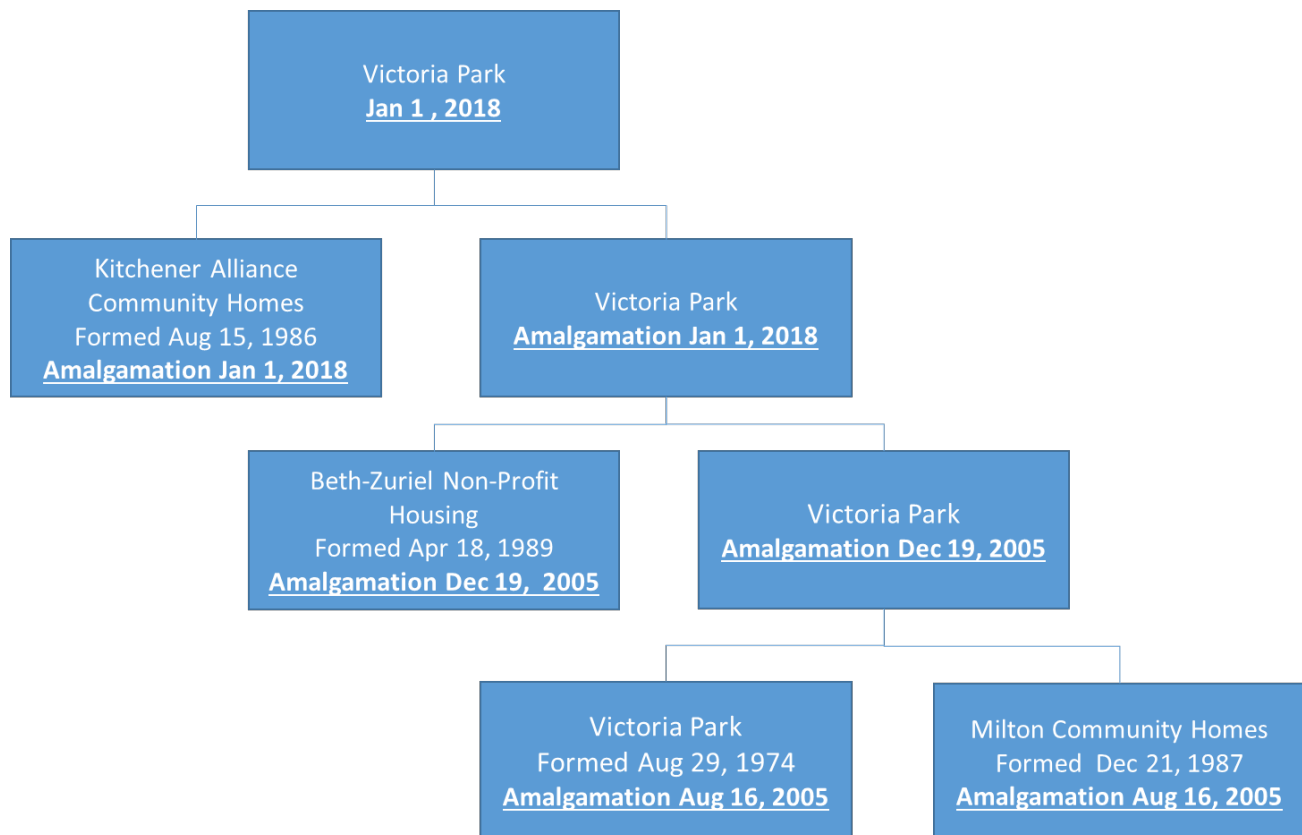 Victoria Park
Jan 1 , 2018
Kitchener Alliance
Community Homes
Formed Aug 15, 1986
Amalgamation Jan 1, 2018
Victoria Park
Amalgamation Jan 1, 2018
Beth-Zuriel Non-Profit
Housing
Formed Apr 18, 1989
Amalgamation Dec 19,  2005
Victoria Park
Amalgamation Dec 19, 2005
Victoria Park
Formed Aug 29, 1974
Amalgamation Aug 16, 2005
Milton Community Homes
Formed  Dec 21, 1987
Amalgamation Aug 16, 2005